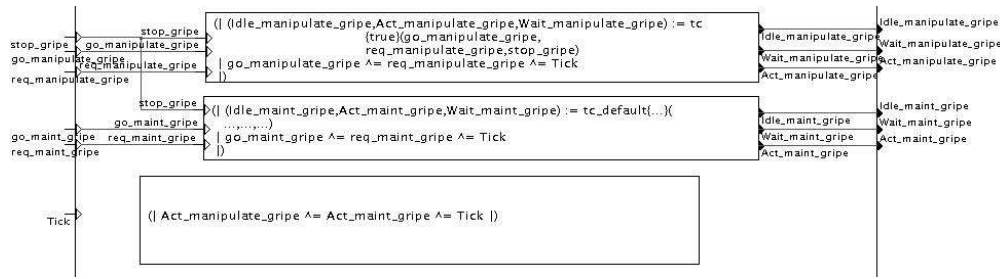 stop_gripe
(| (Idle_manipulate_gripe,Act_manipulate_gripe,Wait_manipulate_gripe) := tc
Idle_manipulate_gripe
stop_gripe
go_manipulate_gripe
{true}(go_manipulate_gripe,
Idle_manipulate_gripe
Wait_manipulate_gripe
go_manipulate_gripe
req_manipulate_gripe
req_manipulate_gripe,stop_gripe)
Wait_manipulate_gripe
Act_manipulate_gripe
req_manipulate_gripe
| go_manipulate_gripe ^= req_manipulate_gripe ^= Tick
Act_manipulate_gripe
|)
stop_gripe
(| (Idle_maint_gripe,Act_maint_gripe,Wait_maint_gripe) := tc_default{...}(
Idle_maint_gripe
go_maint_gripe
...,...,...)
Idle_maint_gripe
Wait_maint_gripe
go_maint_gripe
req_maint_gripe
| go_maint_gripe ^= req_maint_gripe ^= Tick
Wait_maint_gripe
Act_maint_gripe
req_maint_gripe
|)
Act_maint_gripe
Tick
(| Act_manipulate_gripe ^= Act_maint_gripe ^= Tick |)